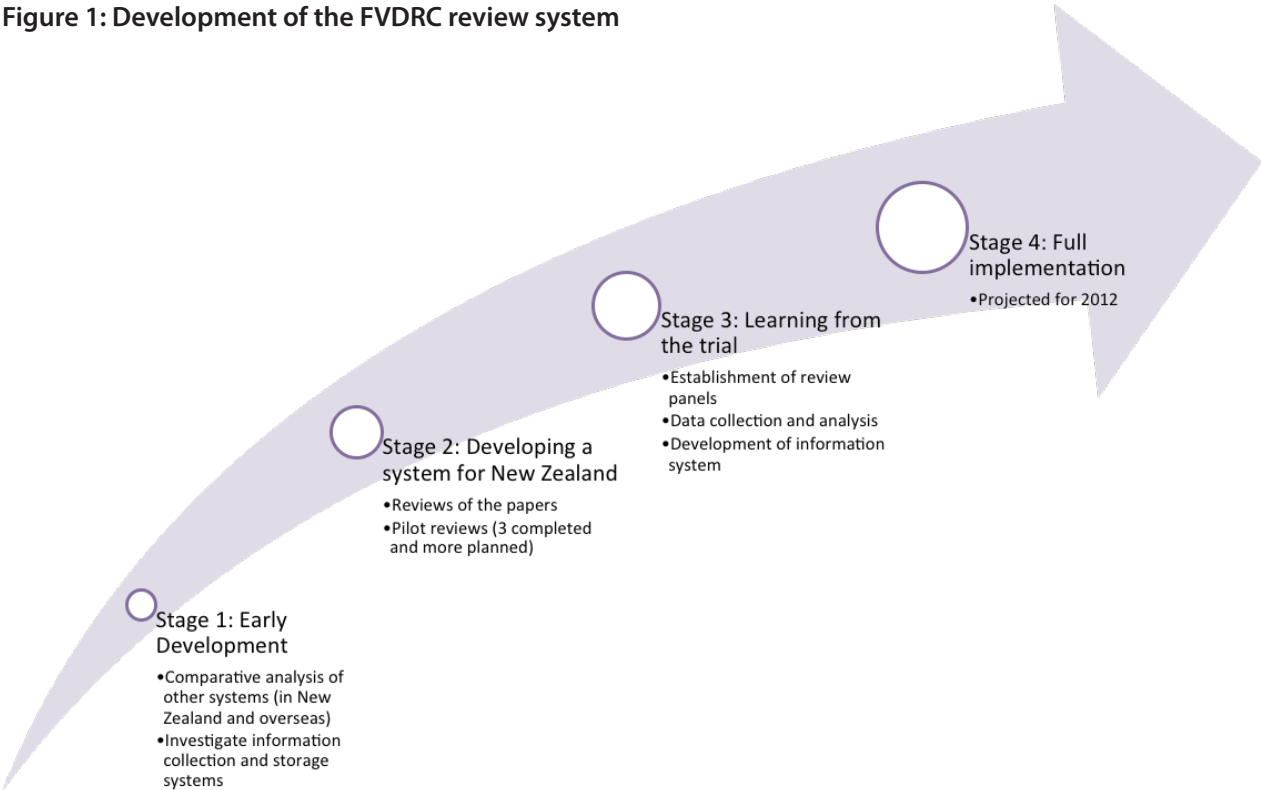 Figure 1: Development of the FVDRC review system
Stage 1: Early
Development
•Comparative analysis of
other systems (in New
Zealand and overseas)
•Investigate information
collection and storage
systems
Stage 2: Developing a
system for New Zealand
•Reviews of the papers
•Pilot reviews (3 completed
and more planned)
Stage 3: Learning from
the trial
•Establishment of review
panels
•Data collection and analysis
•Development of information
system
Stage 4: Full
implementation
•Projected for 2012